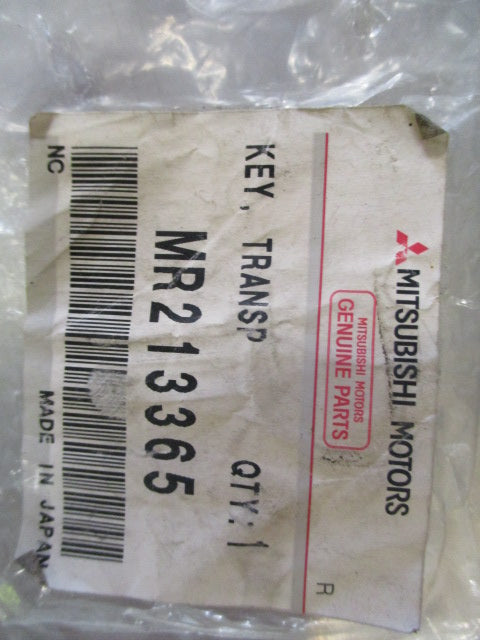 MITSUBISHI MOTORS
MITSUBISHI MOTORS
GENUINE PARTS
R
KEY, TRANSP QTY:1
MR213365
NC MADE IN JAPAN